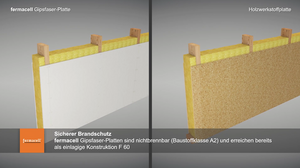 fermacell Gipsfaser-Platte
Holzwerkstoffplatte
fermacell
Sicherer Brandschutz
fermacell Gipsfaser-Platten sind nichtbrennbar (Baustoffklasse A2) und erreichen bereits
als einlagige Konstruktion F 60